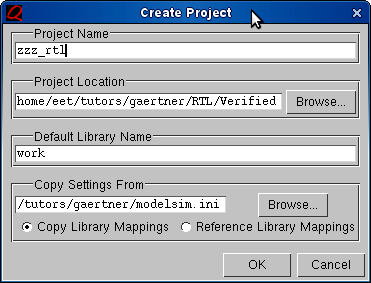 Create Project
Project Name
zzz_rtl
Project Location
home/eet/tutors/gaertner/RTL/Verified
Browse...
Default Library Name
work
Copy Settings From
/tutors/gaertner/modelsim.ini
Browse...
Copy Library Mappings
Reference Library Mappings
OK
Cancel